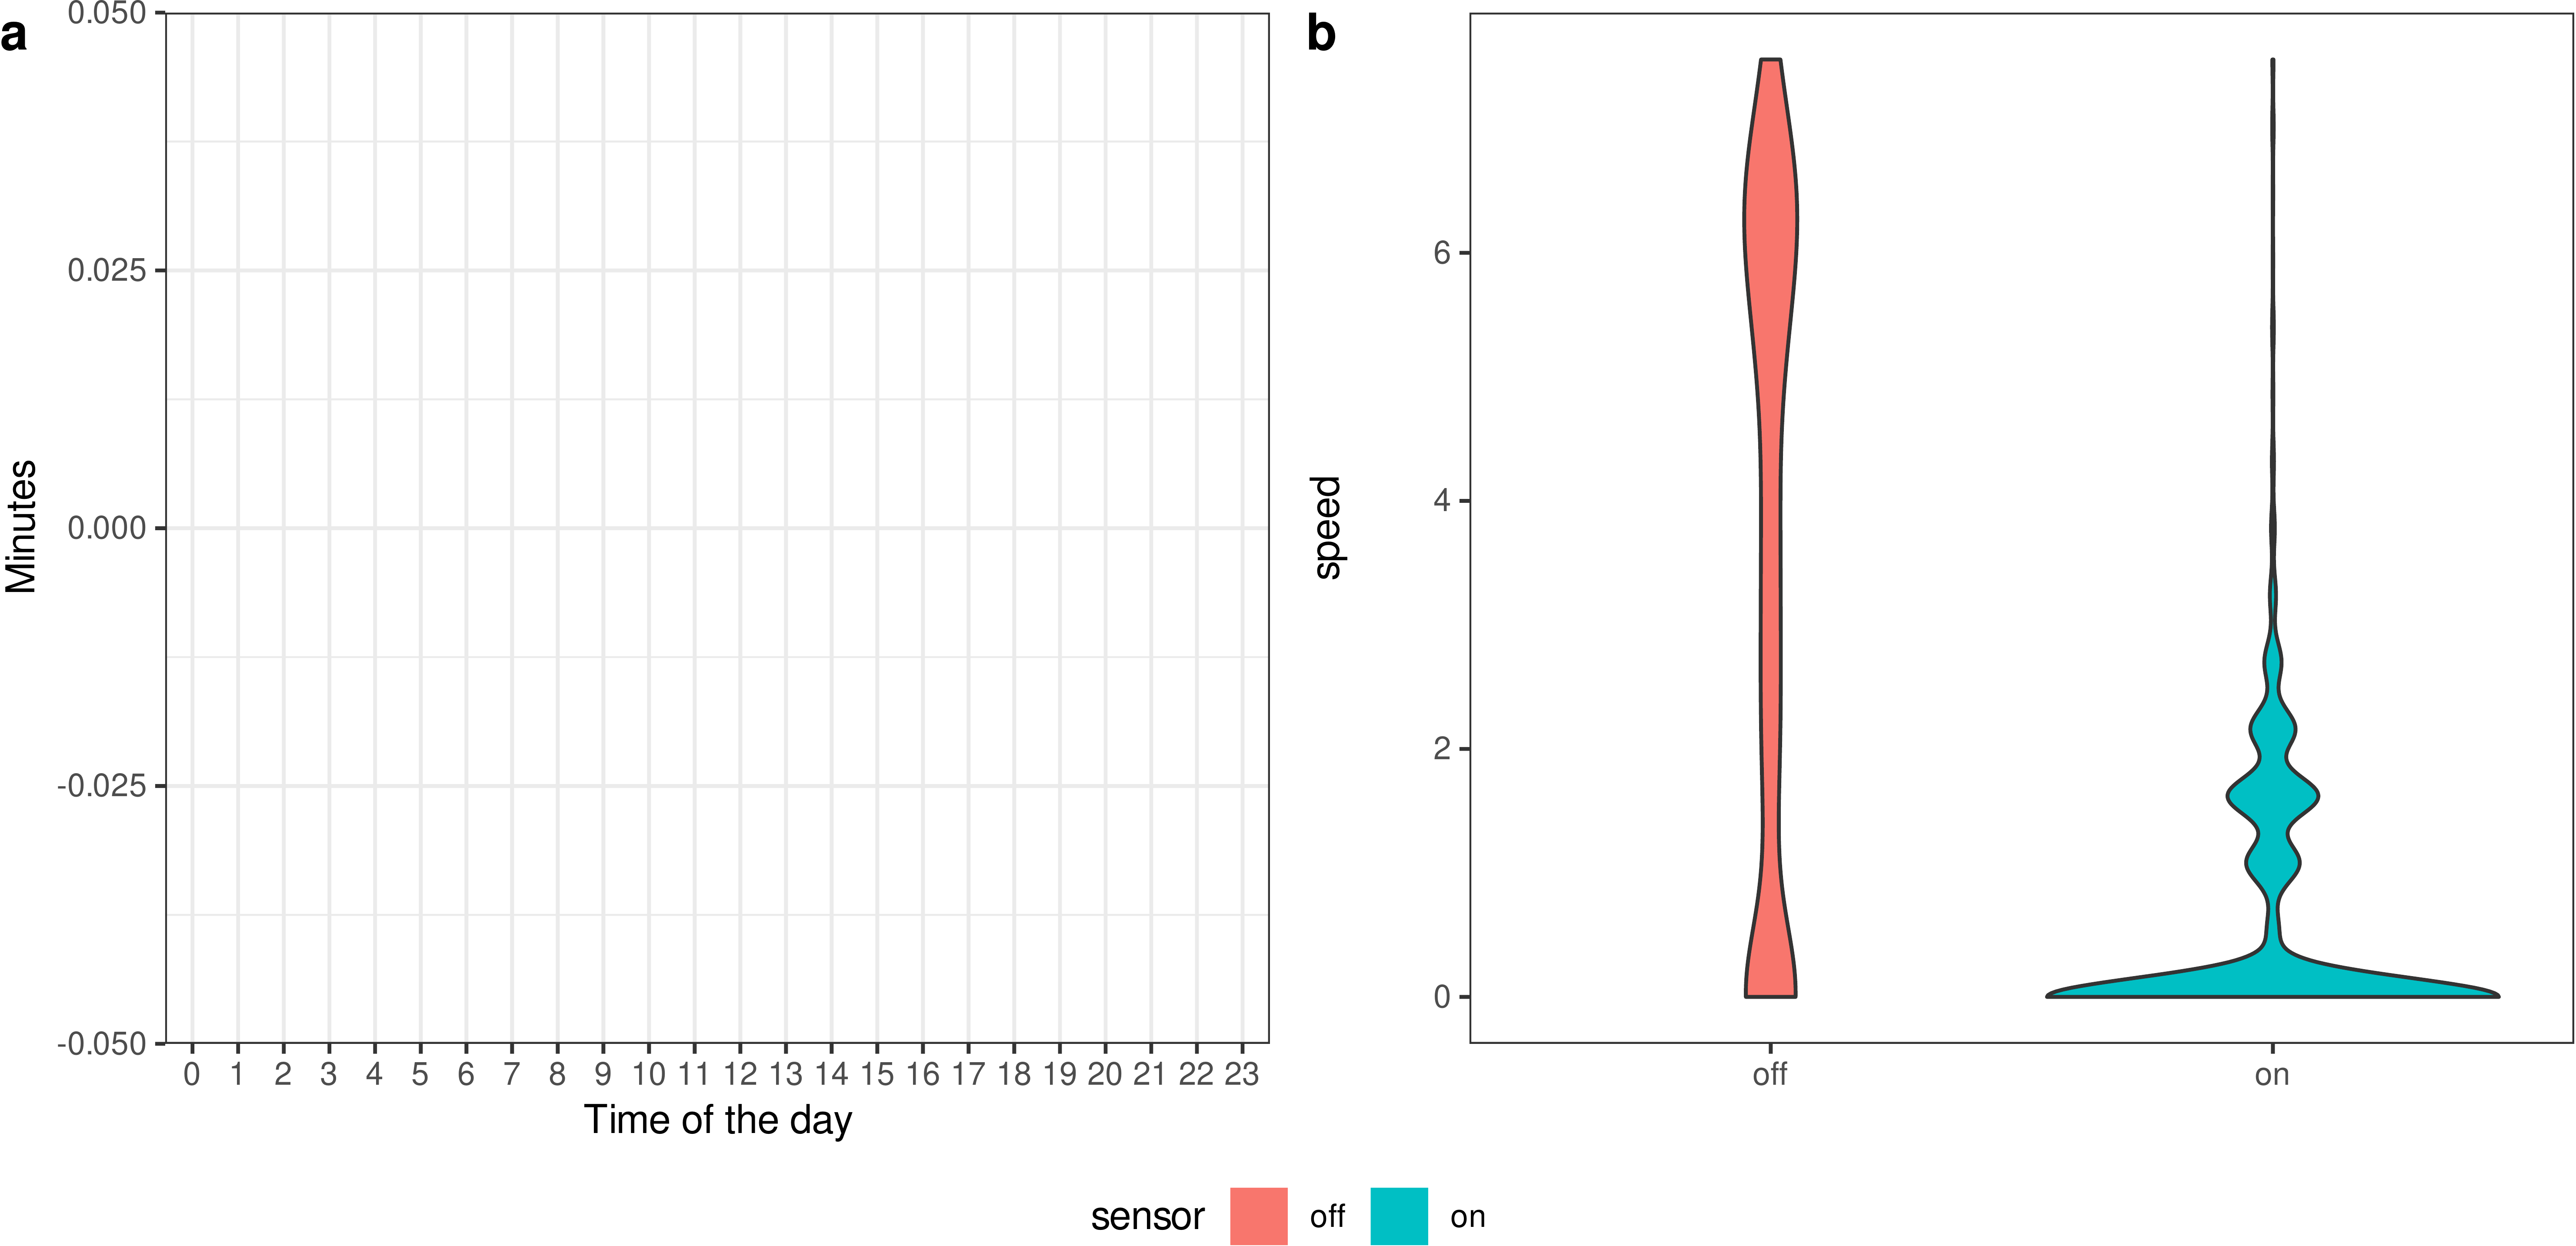 a
0.050
0.025
0.000
-0.025
-0.050
Minutes
0 1 2 3 4 5 6 7 8 9 10 11 12 13 14 15 16 17 18 19 20 21 22 23
Time of the day
b
6
4
2
0
speed
off on
sensor off on